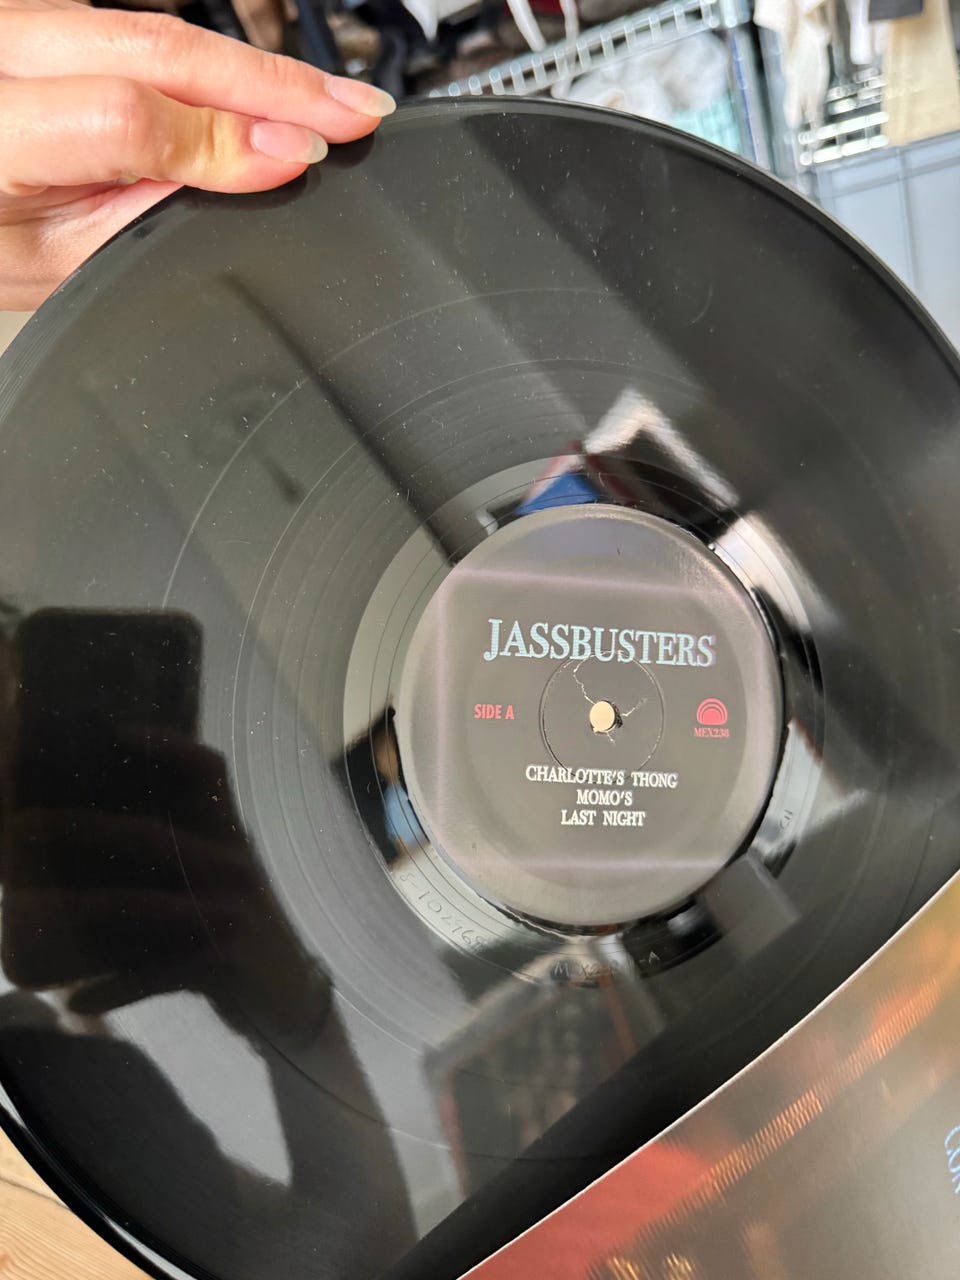 JASSBUSTERS
SIDE A
MEX238
CHARLOTTE'S THONG
MOMO'S
LAST NIGHT